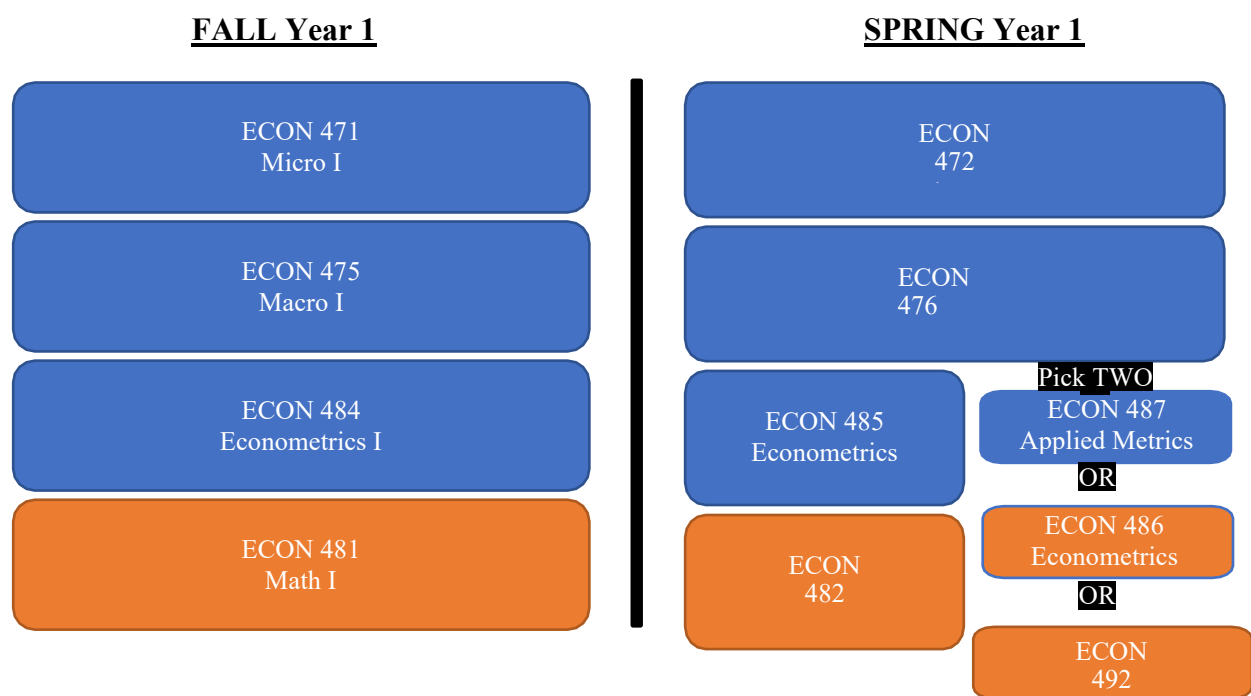 FALL Year 1
SPRING Year 1
ECON 471
Micro I
ECON 475
Macro I
ECON 484
Econometrics I
ECON 481
Math I
ECON
472
ECON
476
ECON 485
Econometrics
ECON
482
Pick TWO
ECON 487
Applied Metrics
OR
ECON 486
Econometrics
OR
ECON
492